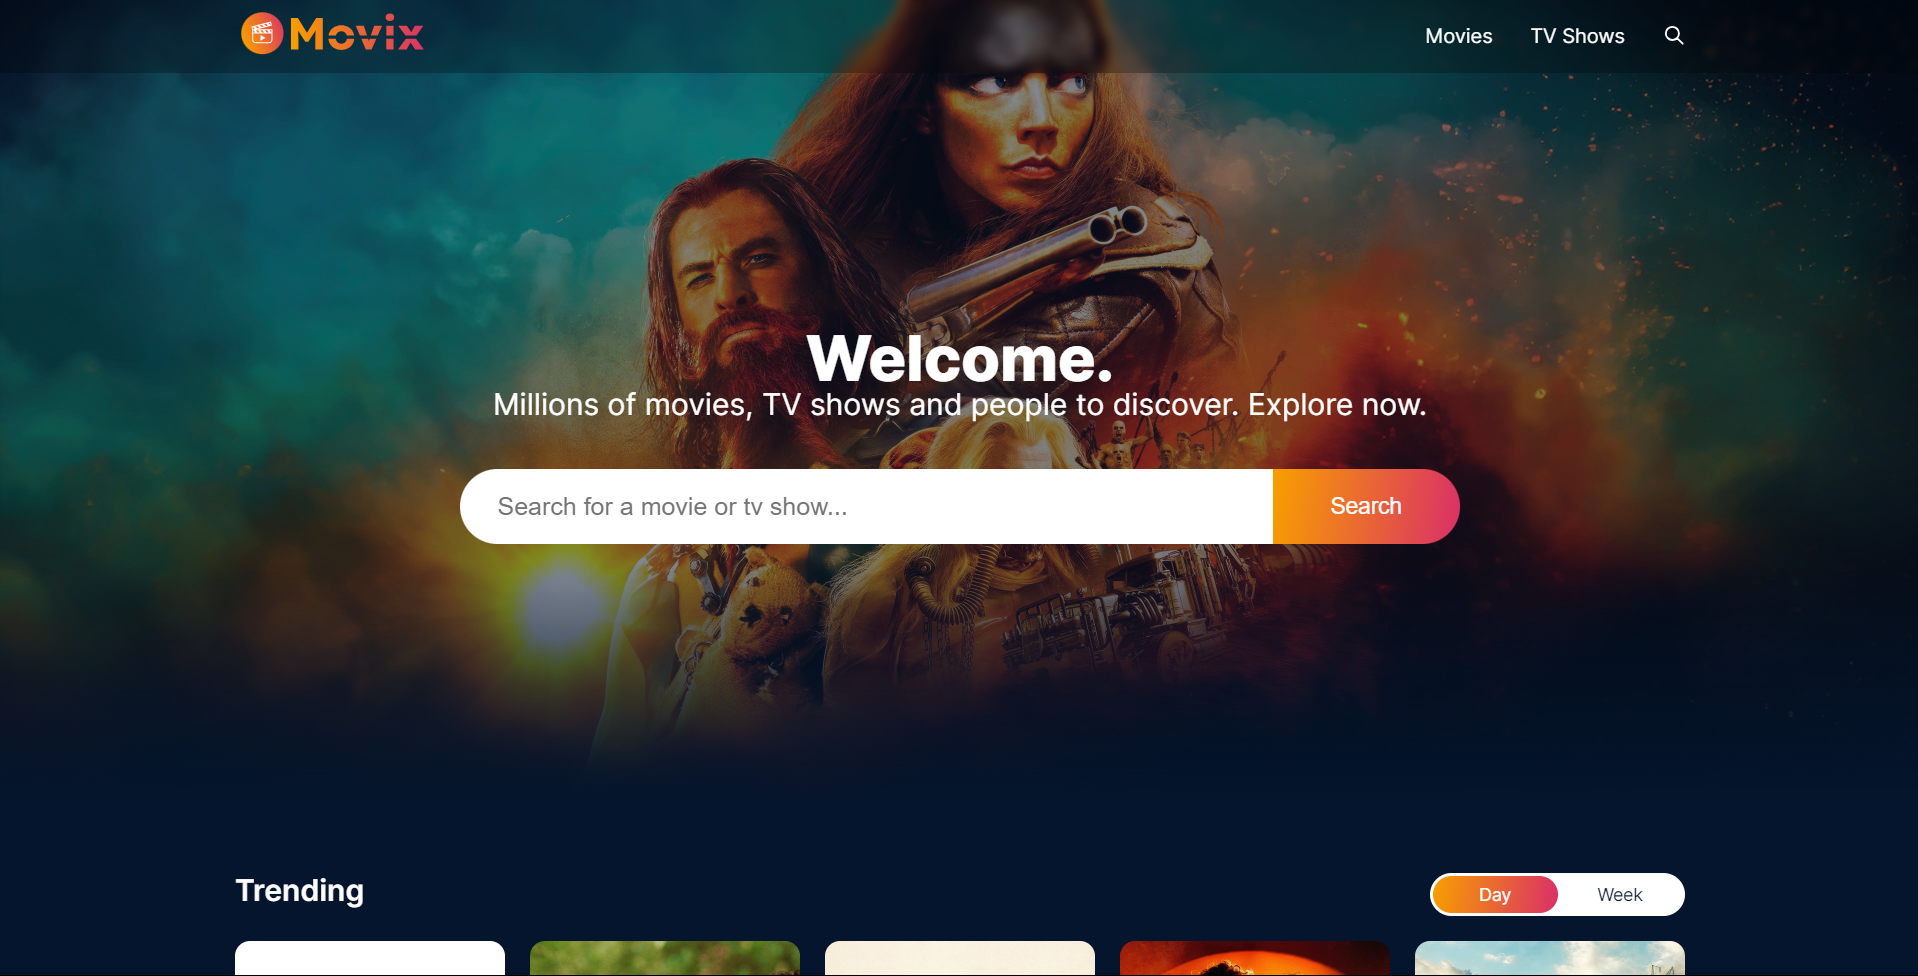 Movix
Movies
TV Shows
Welcome.
Millions of movies, TV shows and people to discover. Explore now.
Search for a movie or tv show...
Search
Trending
Day
Week